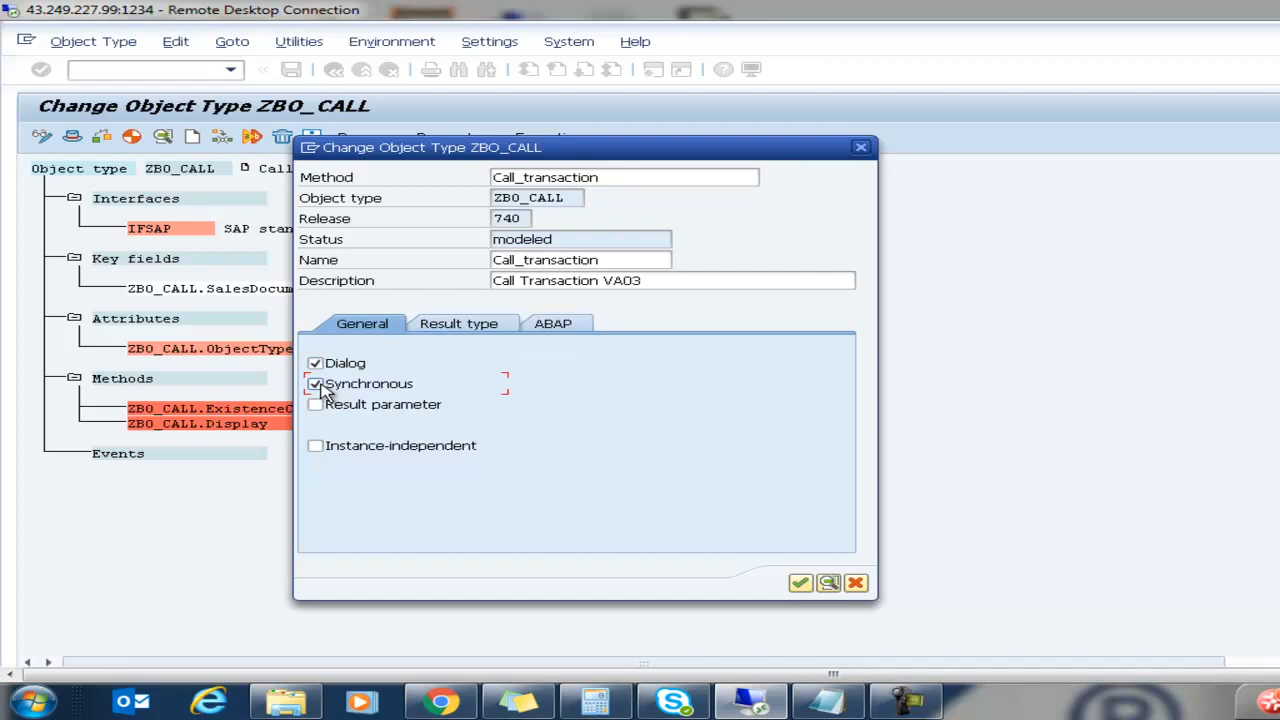 43.249.227.99:1234 - Remote Desktop Connection
Object Type Edit Goto Utilities Environment Settings System Help
Change Object Type ZBO_CALL
Object type ZBO_CALL Call
Interfaces
IFSAP SAP stan
Key fields
ZBO_CALL.SalesDocum
Attributes
ZBO_CALL.ObjectType
Methods
ZBO_CALL.ExistenceC
ZBO_CALL.Display
Events
Change Object Type ZBO_CALL
Method Call_transaction
Object type ZBO_CALL
Release 740
Status modeled
Name Call_transaction
Description Call Transaction VA03
General Result type ABAP
Dialog
Synchronous
Result parameter
Instance-independent